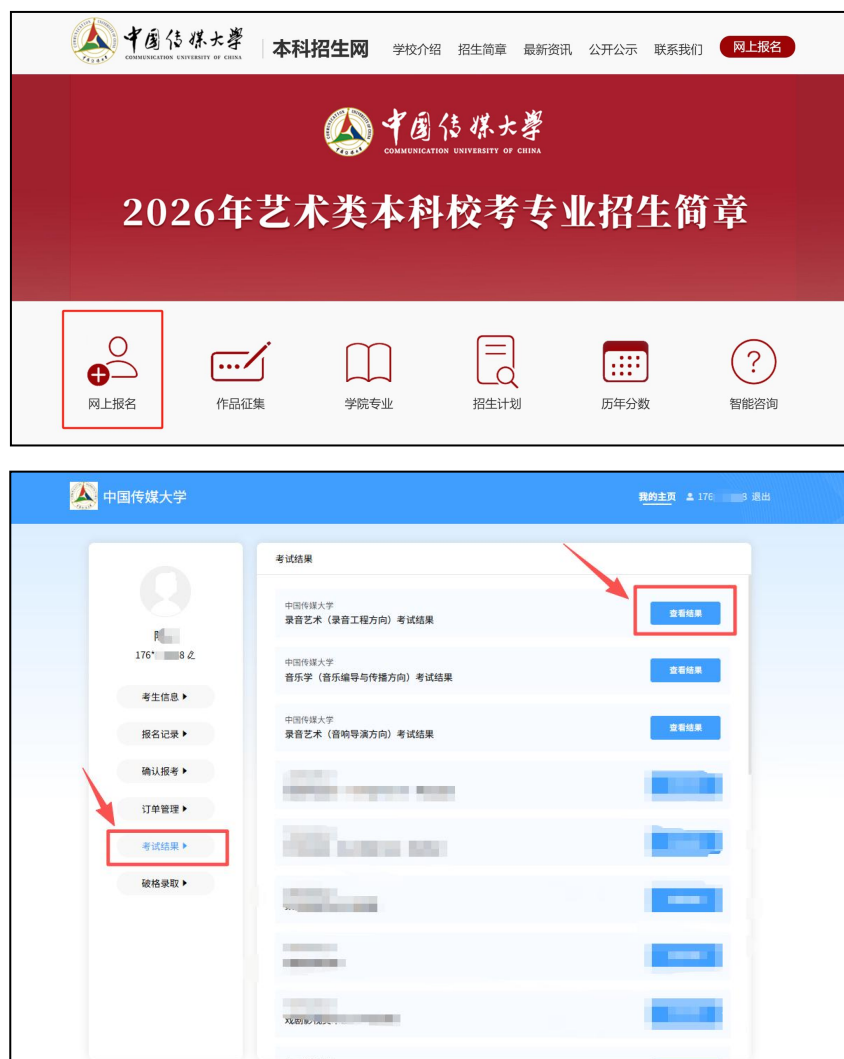 中国传媒大学
COMMUNICATION UNIVERSITY OF CHINA
本科招生网 学校介绍 招生简章 最新资讯 公开公示 联系我们 网上报名
中国传媒大学
COMMUNICATION UNIVERSITY OF CHINA
2026年艺术类本科校考专业招生简章
网上报名 作品征集 学院专业 招生计划 历年分数 智能咨询
中国传媒大学 我的主页 176 8 退出
176* 8
考生信息
报名记录
确认报考
订单管理
考试结果
破格录取
考试结果
中国传媒大学
录音艺术（录音工程方向）考试结果 查看结果
中国传媒大学
音乐学（音乐编导与传播方向）考试结果 查看结果
中国传媒大学
录音艺术（音响导演方向）考试结果 查看结果